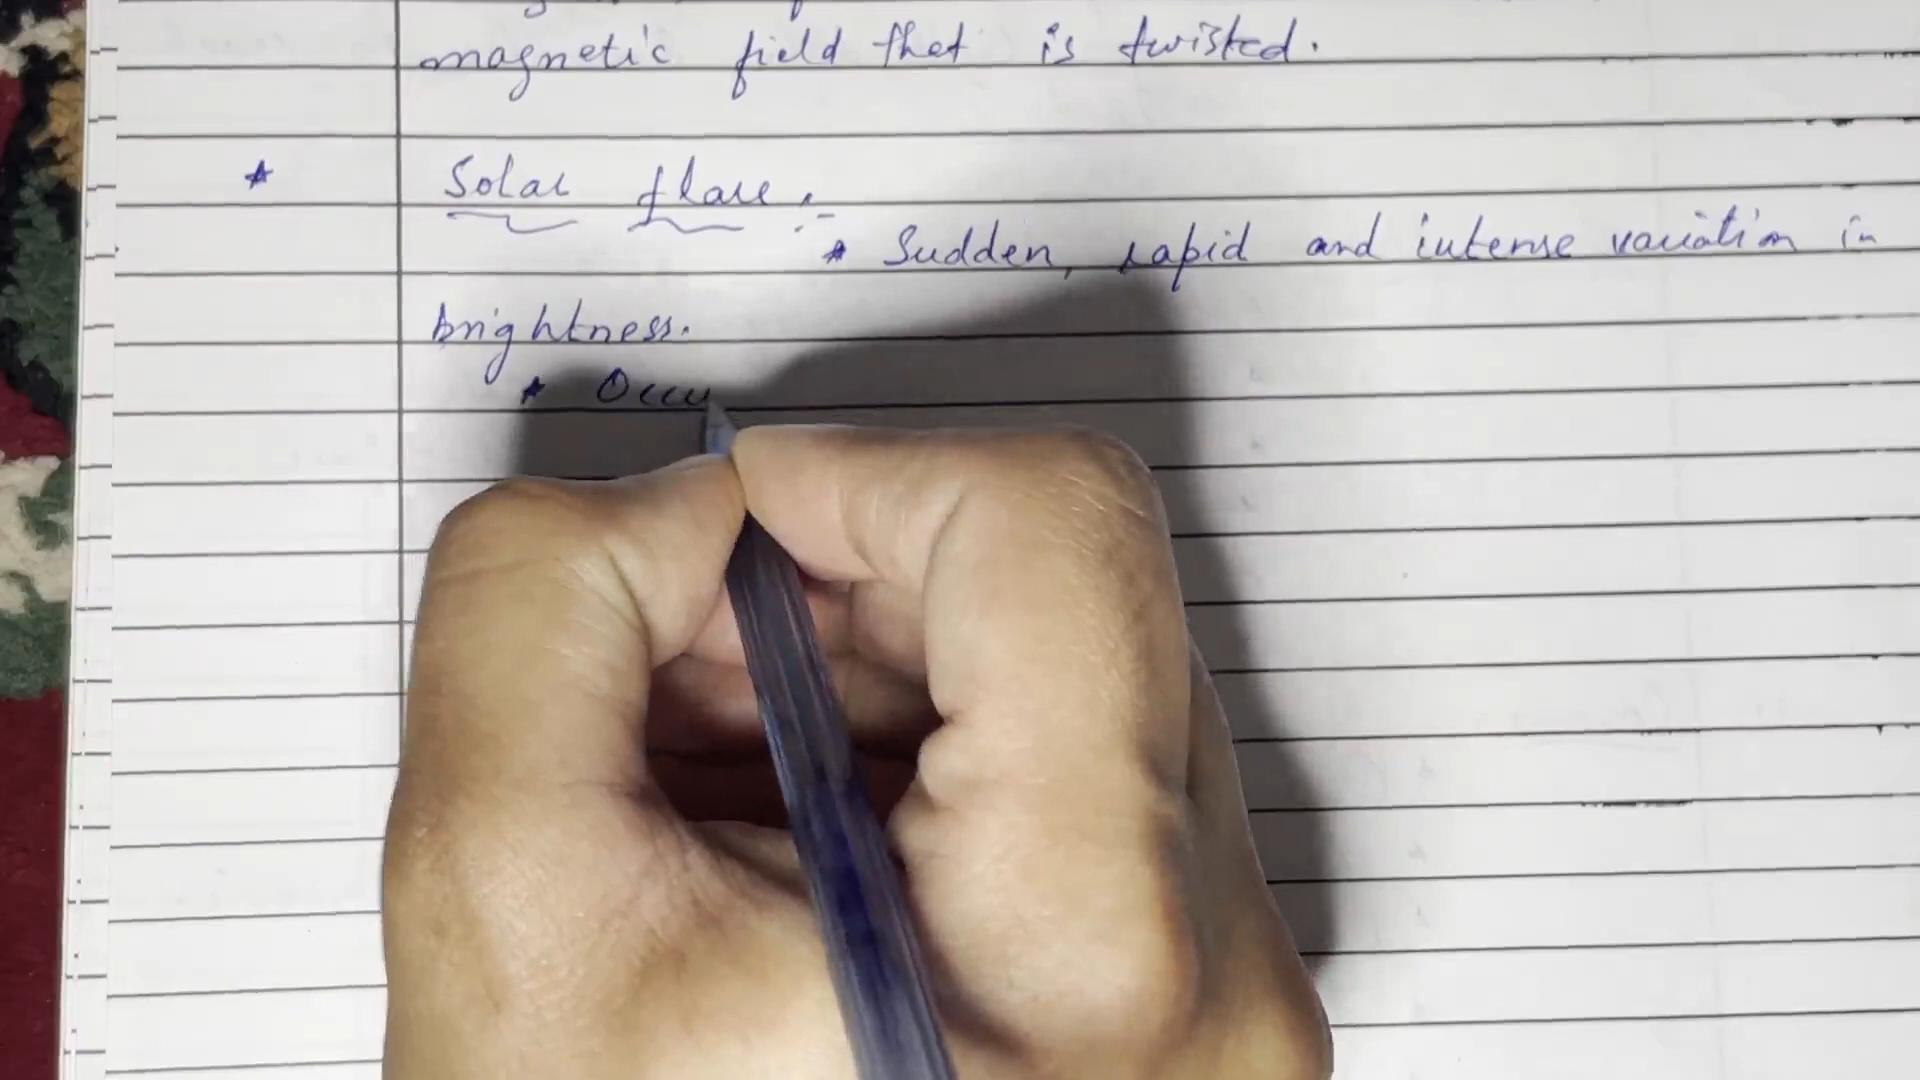 magnetic field that is twisted.
* Solar flare :-
* Sudden, rapid and intense variation in
brightness.
* Occu